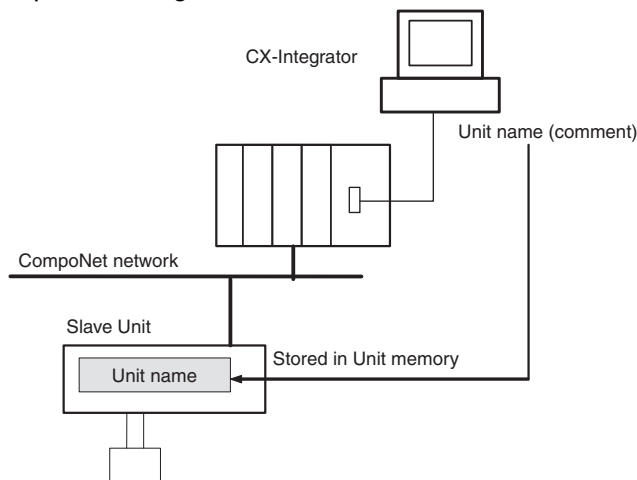 CX-Integrator
Unit name (comment)
CompoNet network
Slave Unit
Stored in Unit memory
Unit name